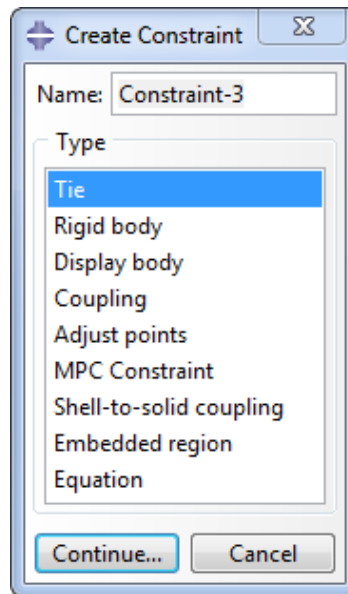 Create Constraint
Name: Constraint-3
Type
Tie
Rigid body
Display body
Coupling
Adjust points
MPC Constraint
Shell-to-solid coupling
Embedded region
Equation
Continue... Cancel